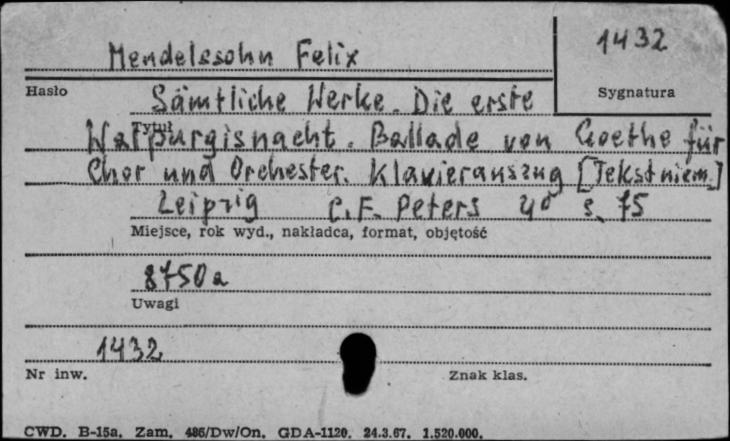 Mendelssohn Felix
1432
Hasło
Sygnatura
Sämtliche Werke. Die erste
Tytuł
Walpurgisnacht. Ballade von Goethe für
Chor und Orchester. Klavierauszug [Tekst niem.]
Leipzig C.F. Peters 4° s. 75
Miejsce, rok wyd., nakładca, format, objętość
8750a
Uwagi
1432
Nr inw.
Znak klas.
CWD. B-15a. Zam. 486/Dw/On. GDA-1120. 24.3.67. 1.520.000.